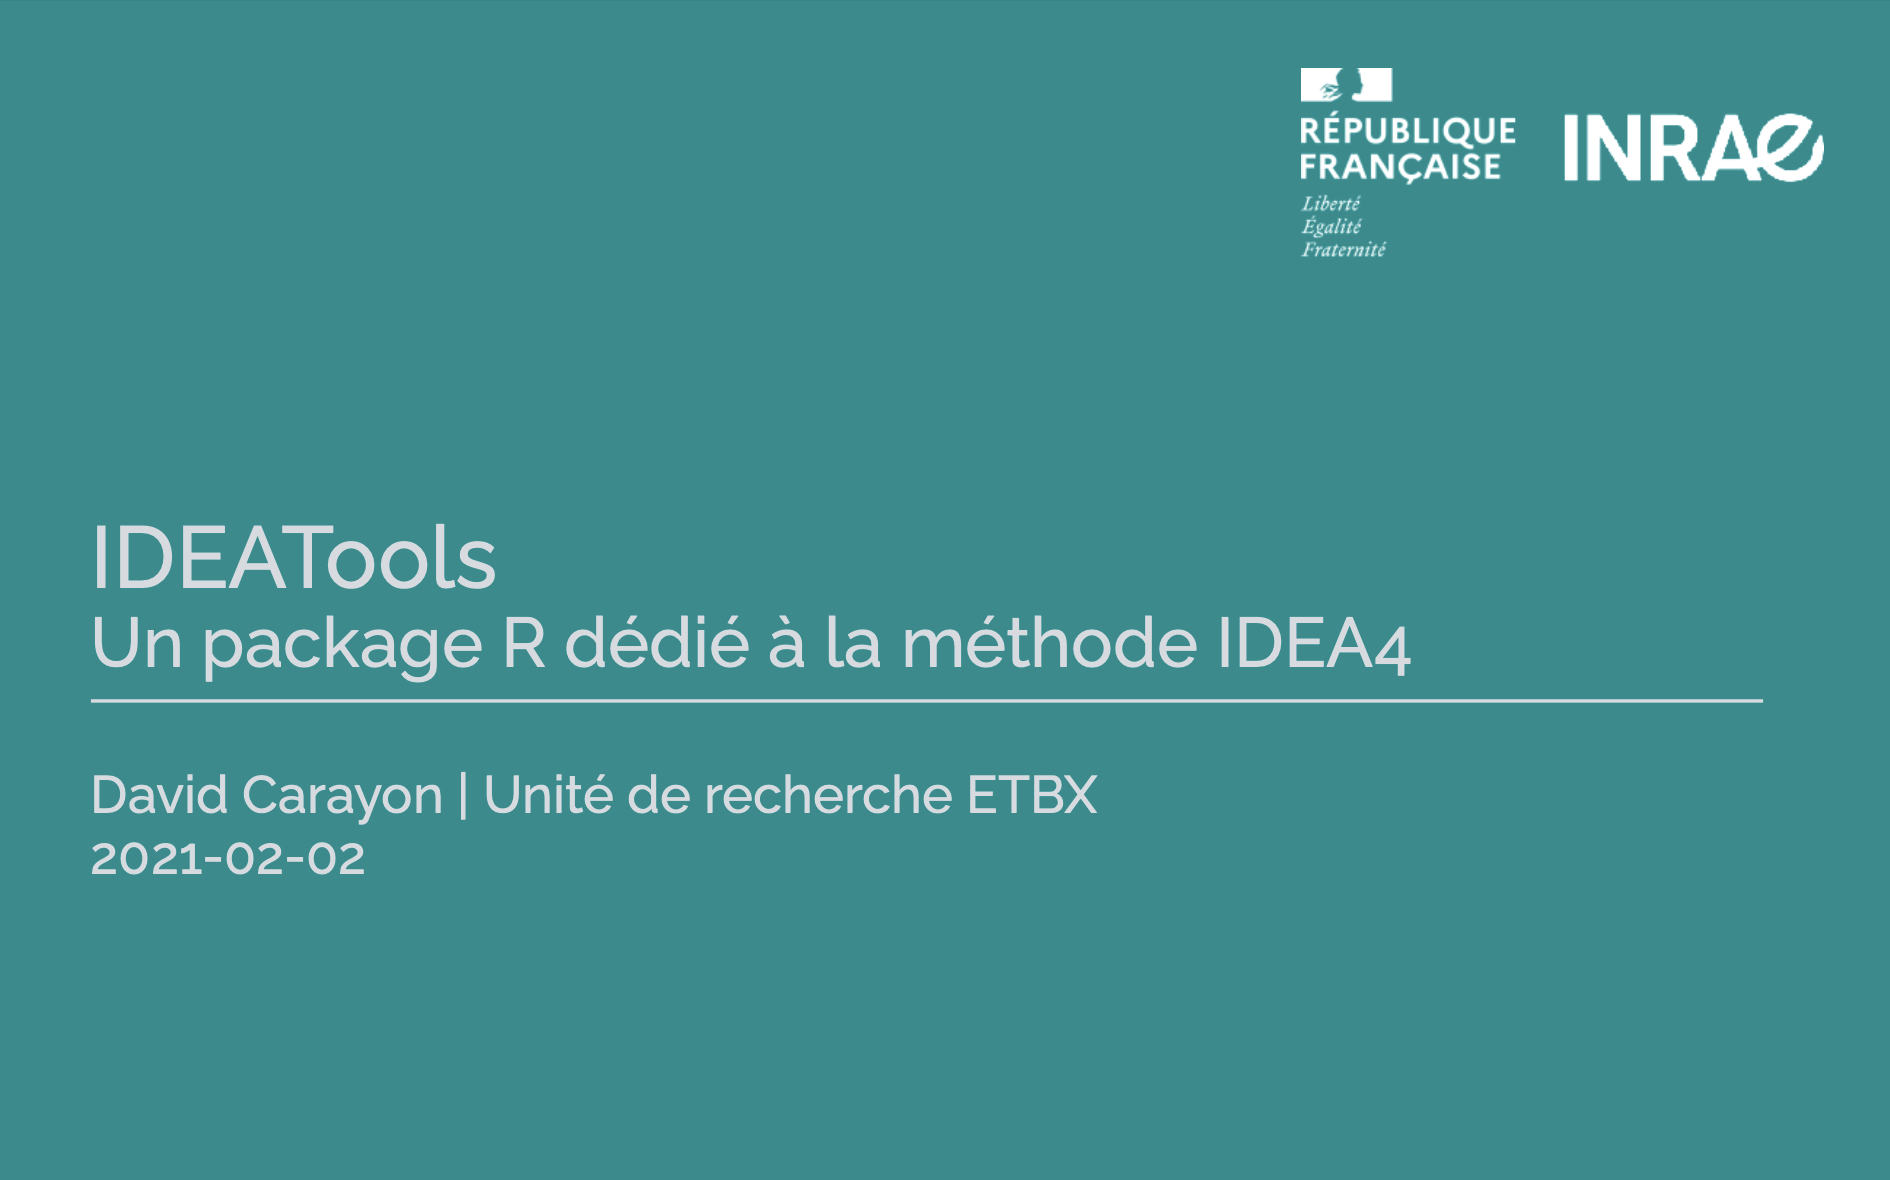 RÉPUBLIQUE
FRANÇAISE
Liberté
Égalité
Fraternité
INRAE
IDEATools
Un package R dédié à la méthode IDEA4
David Carayon | Unité de recherche ETBX
2021-02-02